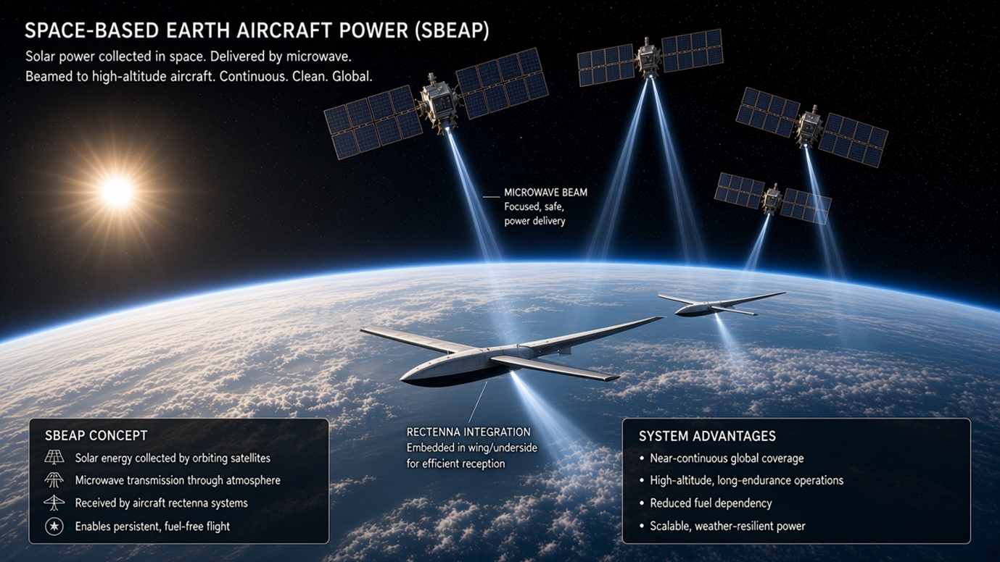 SPACE-BASED EARTH AIRCRAFT POWER (SBEAP)
Solar power collected in space. Delivered by microwave.
Beamed to high-altitude aircraft. Continuous. Clean. Global.
MICROWAVE BEAM
Focused, safe,
power delivery
RECTENNA INTEGRATION
Embedded in wing/underside
for efficient reception
SBEAP CONCEPT
Solar energy collected by orbiting satellites
Microwave transmission through atmosphere
Received by aircraft rectenna systems
Enables persistent, fuel-free flight
SYSTEM ADVANTAGES
• Near-continuous global coverage
• High-altitude, long-endurance operations
• Reduced fuel dependency
• Scalable, weather-resilient power